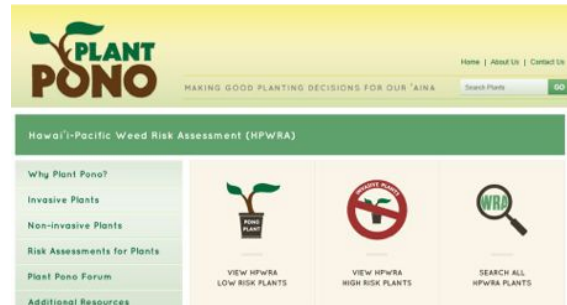 PLANT
PONO
Home | About Us | Contact Us
MAKING GOOD PLANTING DECISIONS FOR OUR 'AINA
Search Plants
GO
Hawai'i-Pacific Weed Risk Assessment (HPWRA)
Why Plant Pono?
Invasive Plants
Non-invasive Plants
Risk Assessments for Plants
Plant Pono Forum
Additional Resources
PONO
PLANT
VIEW HPWRA
LOW RISK PLANTS
INVASIVE PLANTS
VIEW HPWRA
HIGH RISK PLANTS
WRA
SEARCH ALL
HPWRA PLANTS